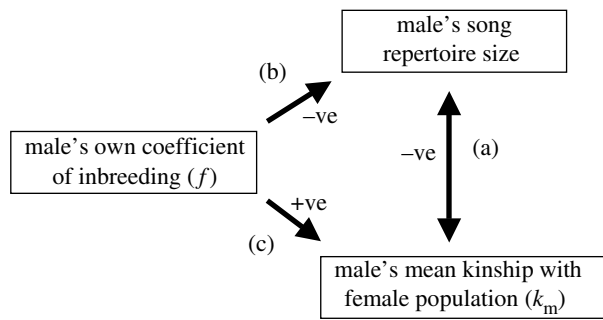 male's song
repertoire size
(b)
–ve
male's own coefficient
of inbreeding (f)
–ve
(a)
+ve
(c)
male's mean kinship with
female population (km)